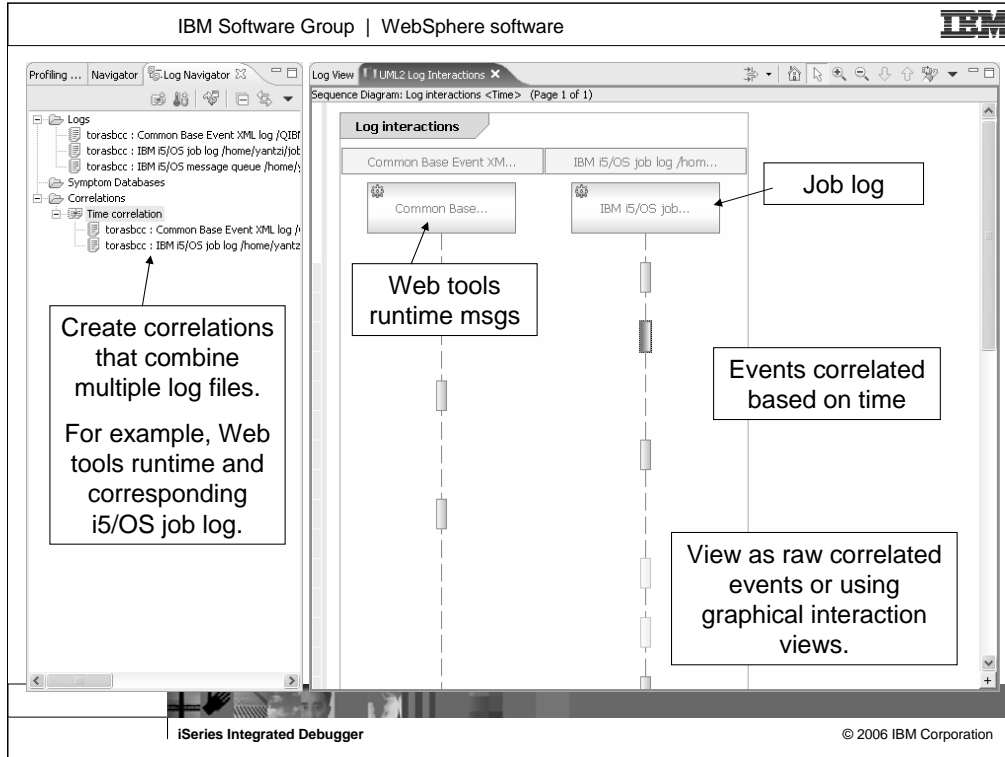 IBM Software Group | WebSphere software
IBM
Profiling ... Navigator Log Navigator
Logs
torasbcc : Common Base Event XML log /QIBM
torasbcc : IBM i5/OS job log /home/yantzi/job
torasbcc : IBM i5/OS message queue /home/
Symptom Databases
Correlations
Time correlation
torasbcc : Common Base Event XML log /
torasbcc : IBM i5/OS job log /home/yantz
Create correlations
that combine
multiple log files.
For example, Web
tools runtime and
corresponding
i5/OS job log.
Log View UML2 Log Interactions
Sequence Diagram: Log interactions <Time> (Page 1 of 1)
Log interactions
Common Base Event XM... IBM i5/OS job log /hom...
Common Base... IBM i5/OS job...
Job log
Web tools
runtime msgs
Events correlated
based on time
View as raw correlated
events or using
graphical interaction
views.
iSeries Integrated Debugger
© 2006 IBM Corporation